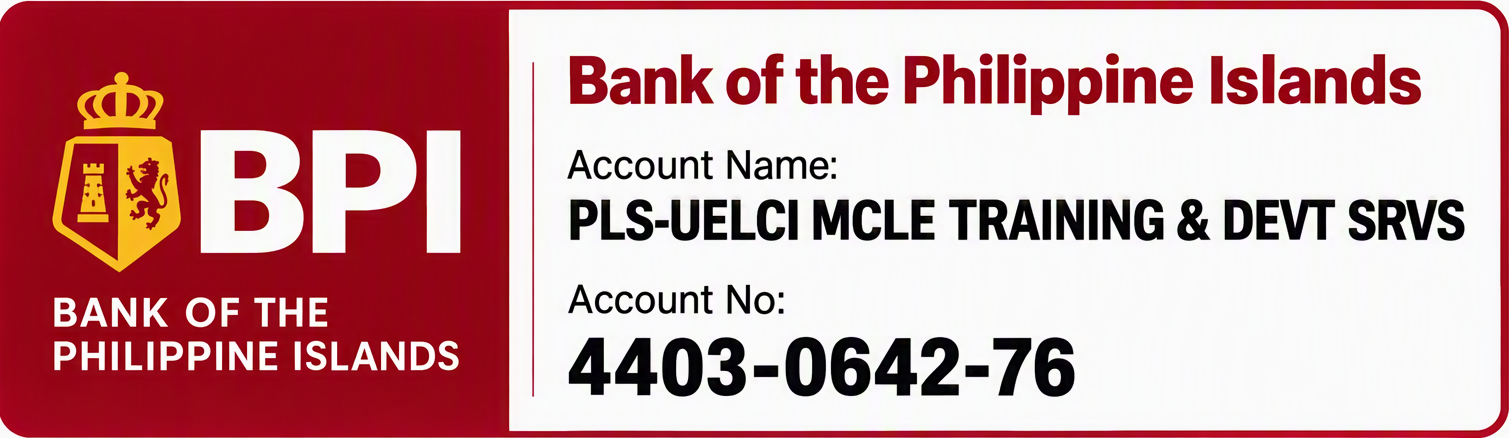 BPI
BANK OF THE
PHILIPPINE ISLANDS
Bank of the Philippine Islands
Account Name:
PLS-UELCI MCLE TRAINING & DEVT SRVS
Account No:
4403-0642-76